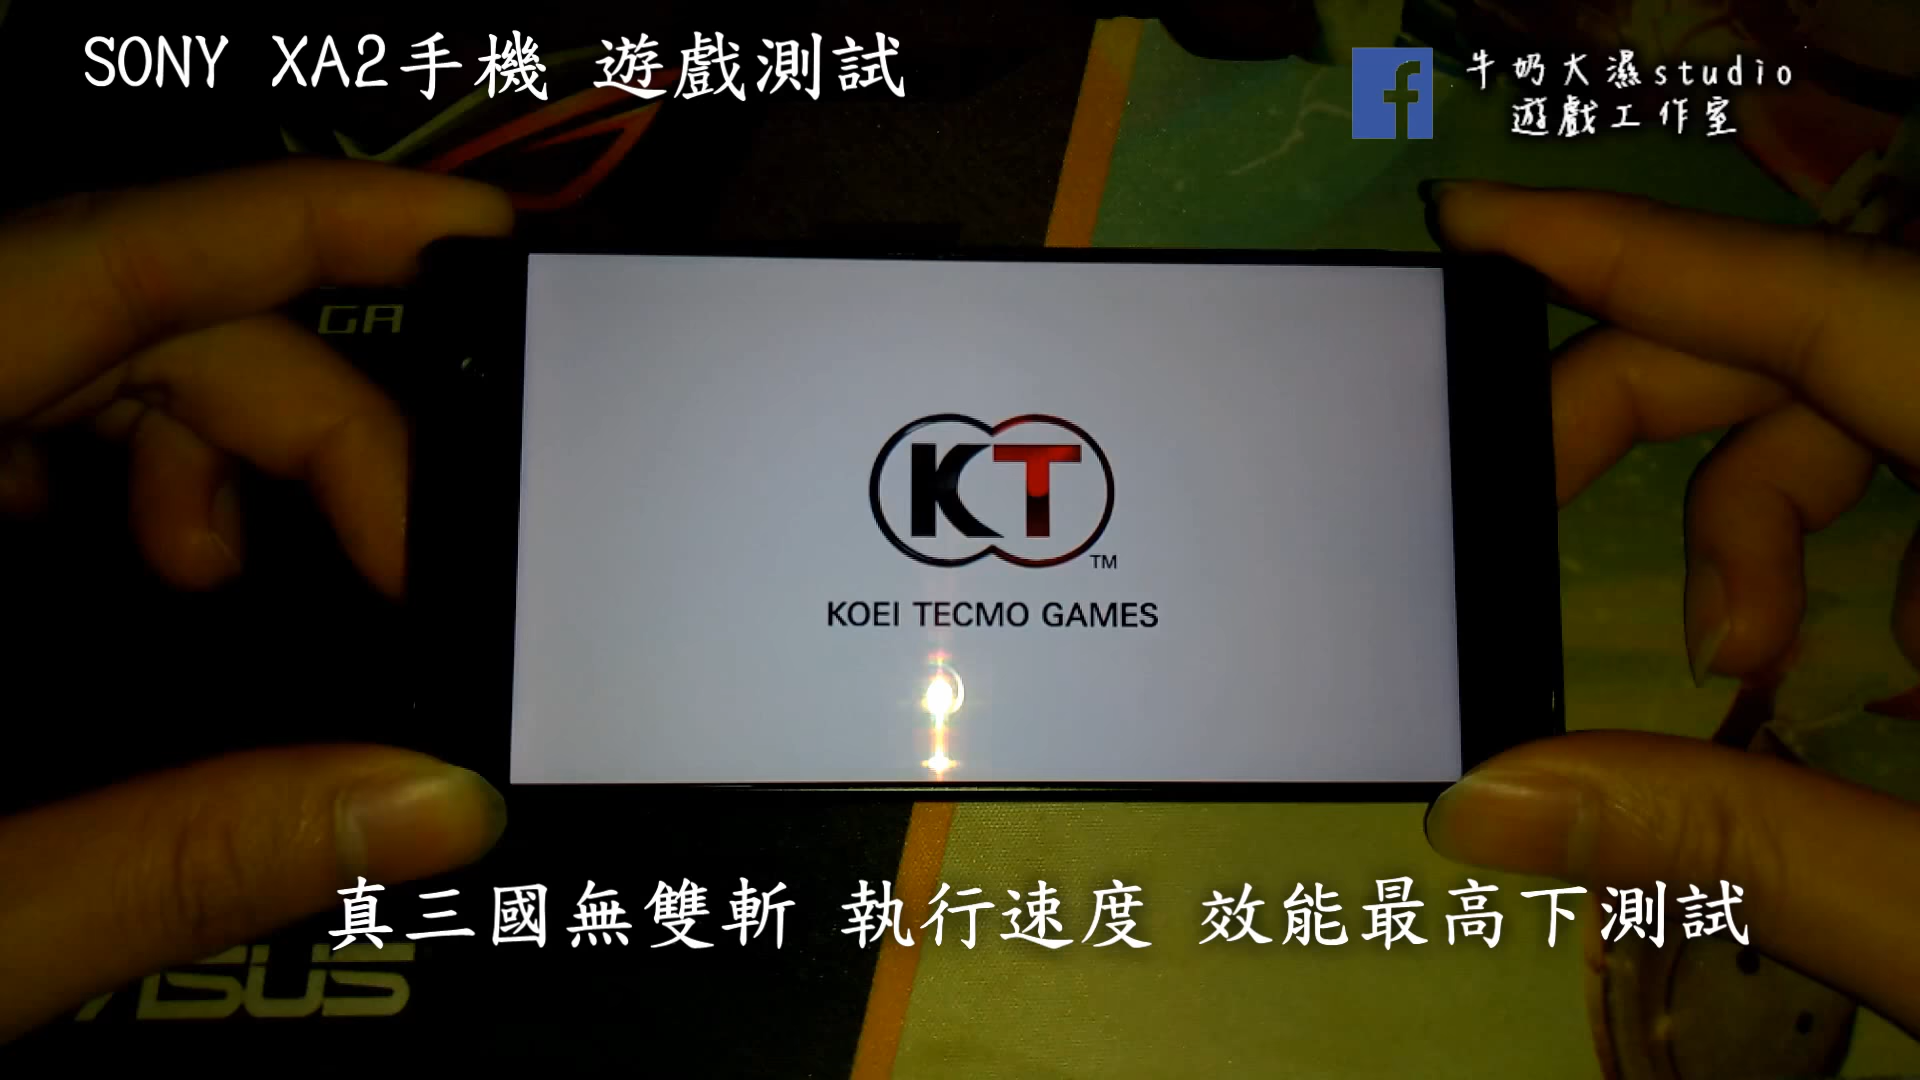 SONY XA2手機 遊戲測試
f 牛奶大濕studio
遊戲工作室
GA
KT
TM
KOEI TECMO GAMES
真三國無雙斬 執行速度 效能最高下測試
ASUS